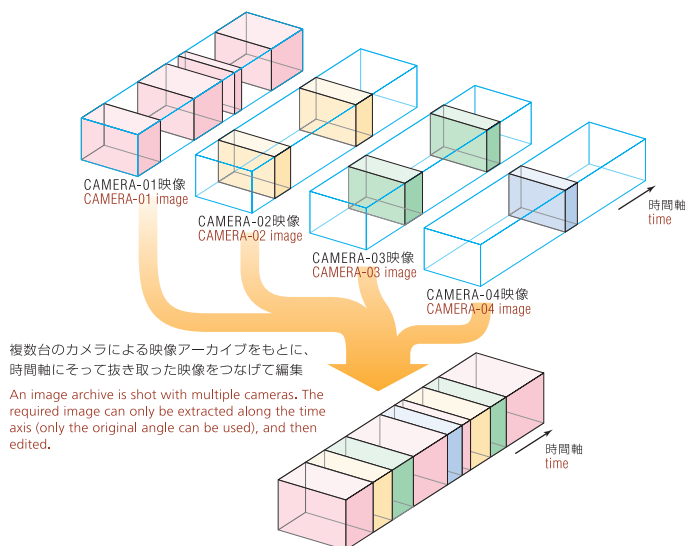 CAMERA-01映像
CAMERA-01 image
CAMERA-02映像
CAMERA-02 image
CAMERA-03映像
CAMERA-03 image
CAMERA-04映像
CAMERA-04 image
時間軸
time
複数台のカメラによる映像アーカイブをもとに、
時間軸にそって抜き取った映像をつなげて編集
An image archive is shot with multiple cameras. The
required image can only be extracted along the time
axis (only the original angle can be used), and then
edited.
時間軸
time